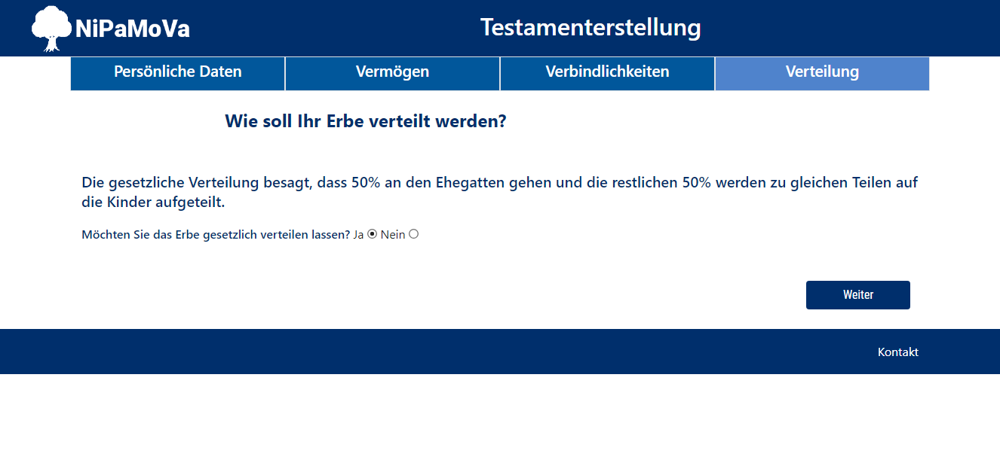 NiPaMoVa
Testamenterstellung
Persönliche Daten
Vermögen
Verbindlichkeiten
Verteilung
Wie soll Ihr Erbe verteilt werden?
Die gesetzliche Verteilung besagt, dass 50% an den Ehegatten gehen und die restlichen 50% werden zu gleichen Teilen auf
die Kinder aufgeteilt.
Möchten Sie das Erbe gesetzlich verteilen lassen? Ja Nein
Weiter
Kontakt